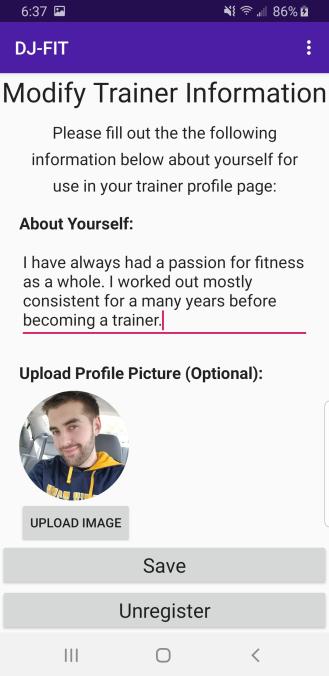 6:37 86%
DJ-FIT
Modify Trainer Information
Please fill out the the following
information below about yourself for
use in your trainer profile page:
About Yourself:
I have always had a passion for fitness
as a whole. I worked out mostly
consistent for a many years before
becoming a trainer.
Upload Profile Picture (Optional):
UPLOAD IMAGE
Save
Unregister